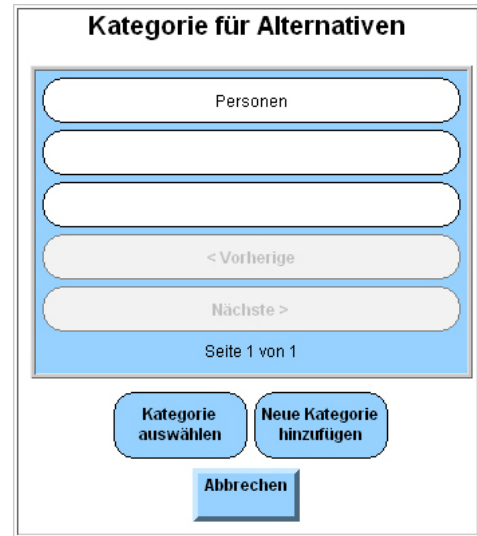 Kategorie für Alternativen
Personen
< Vorherige
Nächste >
Seite 1 von 1
Kategorie
auswählen
Neue Kategorie
hinzufügen
Abbrechen